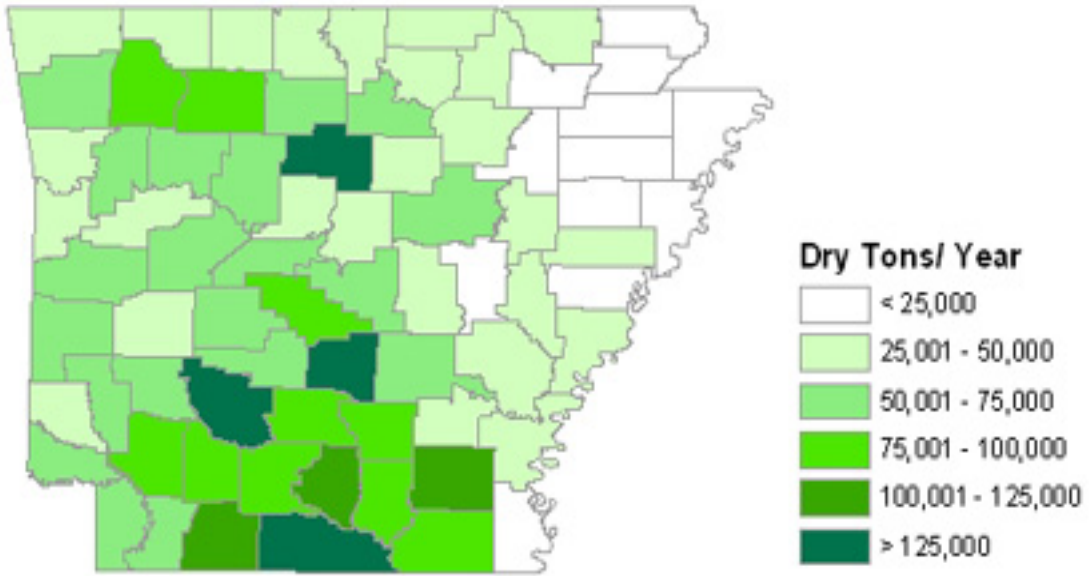 Dry Tons/ Year
< 25,000
25,001 - 50,000
50,001 - 75,000
75,001 - 100,000
100,001 - 125,000
> 125,000